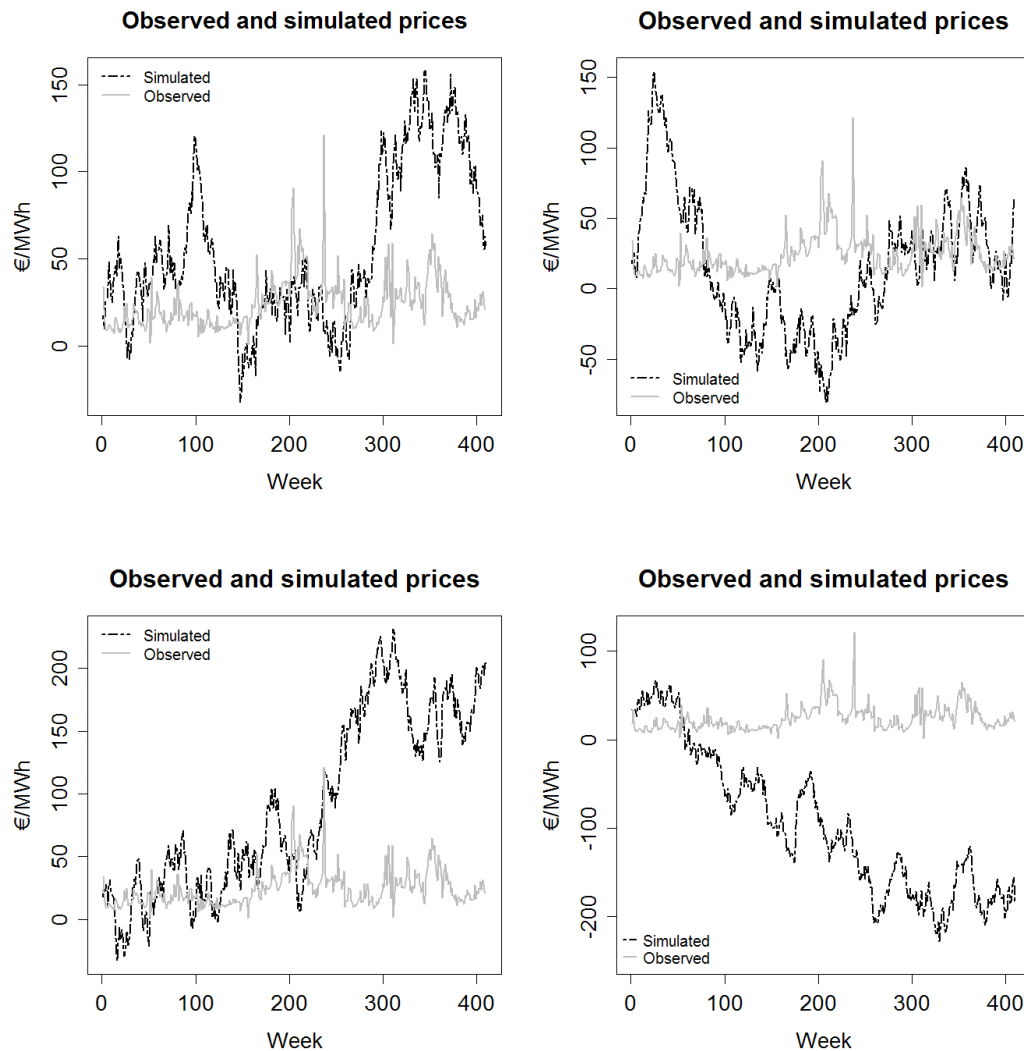 Observed and simulated prices
150
100
50
0
€/MWh
Simulated
Observed
0
100
200
300
400
Week
Observed and simulated prices
150
100
50
0
-50
€/MWh
Simulated
Observed
0
100
200
300
400
Week
Observed and simulated prices
200
150
100
50
0
€/MWh
Simulated
Observed
0
100
200
300
400
Week
Observed and simulated prices
100
0
-100
-200
€/MWh
Simulated
Observed
0
100
200
300
400
Week